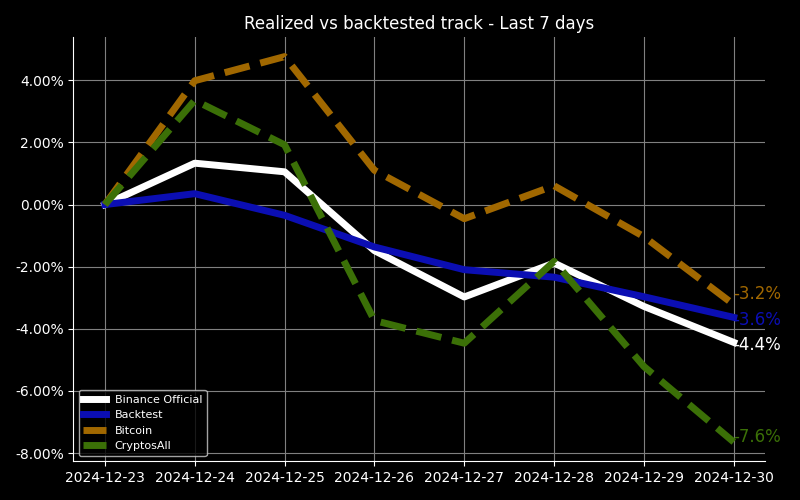 Realized vs backtested track - Last 7 days
4.00%
2.00%
0.00%
-2.00%
-4.00%
-6.00%
-8.00%
-3.2%
-3.6%
-4.4%
-7.6%
Binance Official
Backtest
Bitcoin
CryptosAll
2024-12-23 2024-12-24 2024-12-25 2024-12-26 2024-12-27 2024-12-28 2024-12-29 2024-12-30